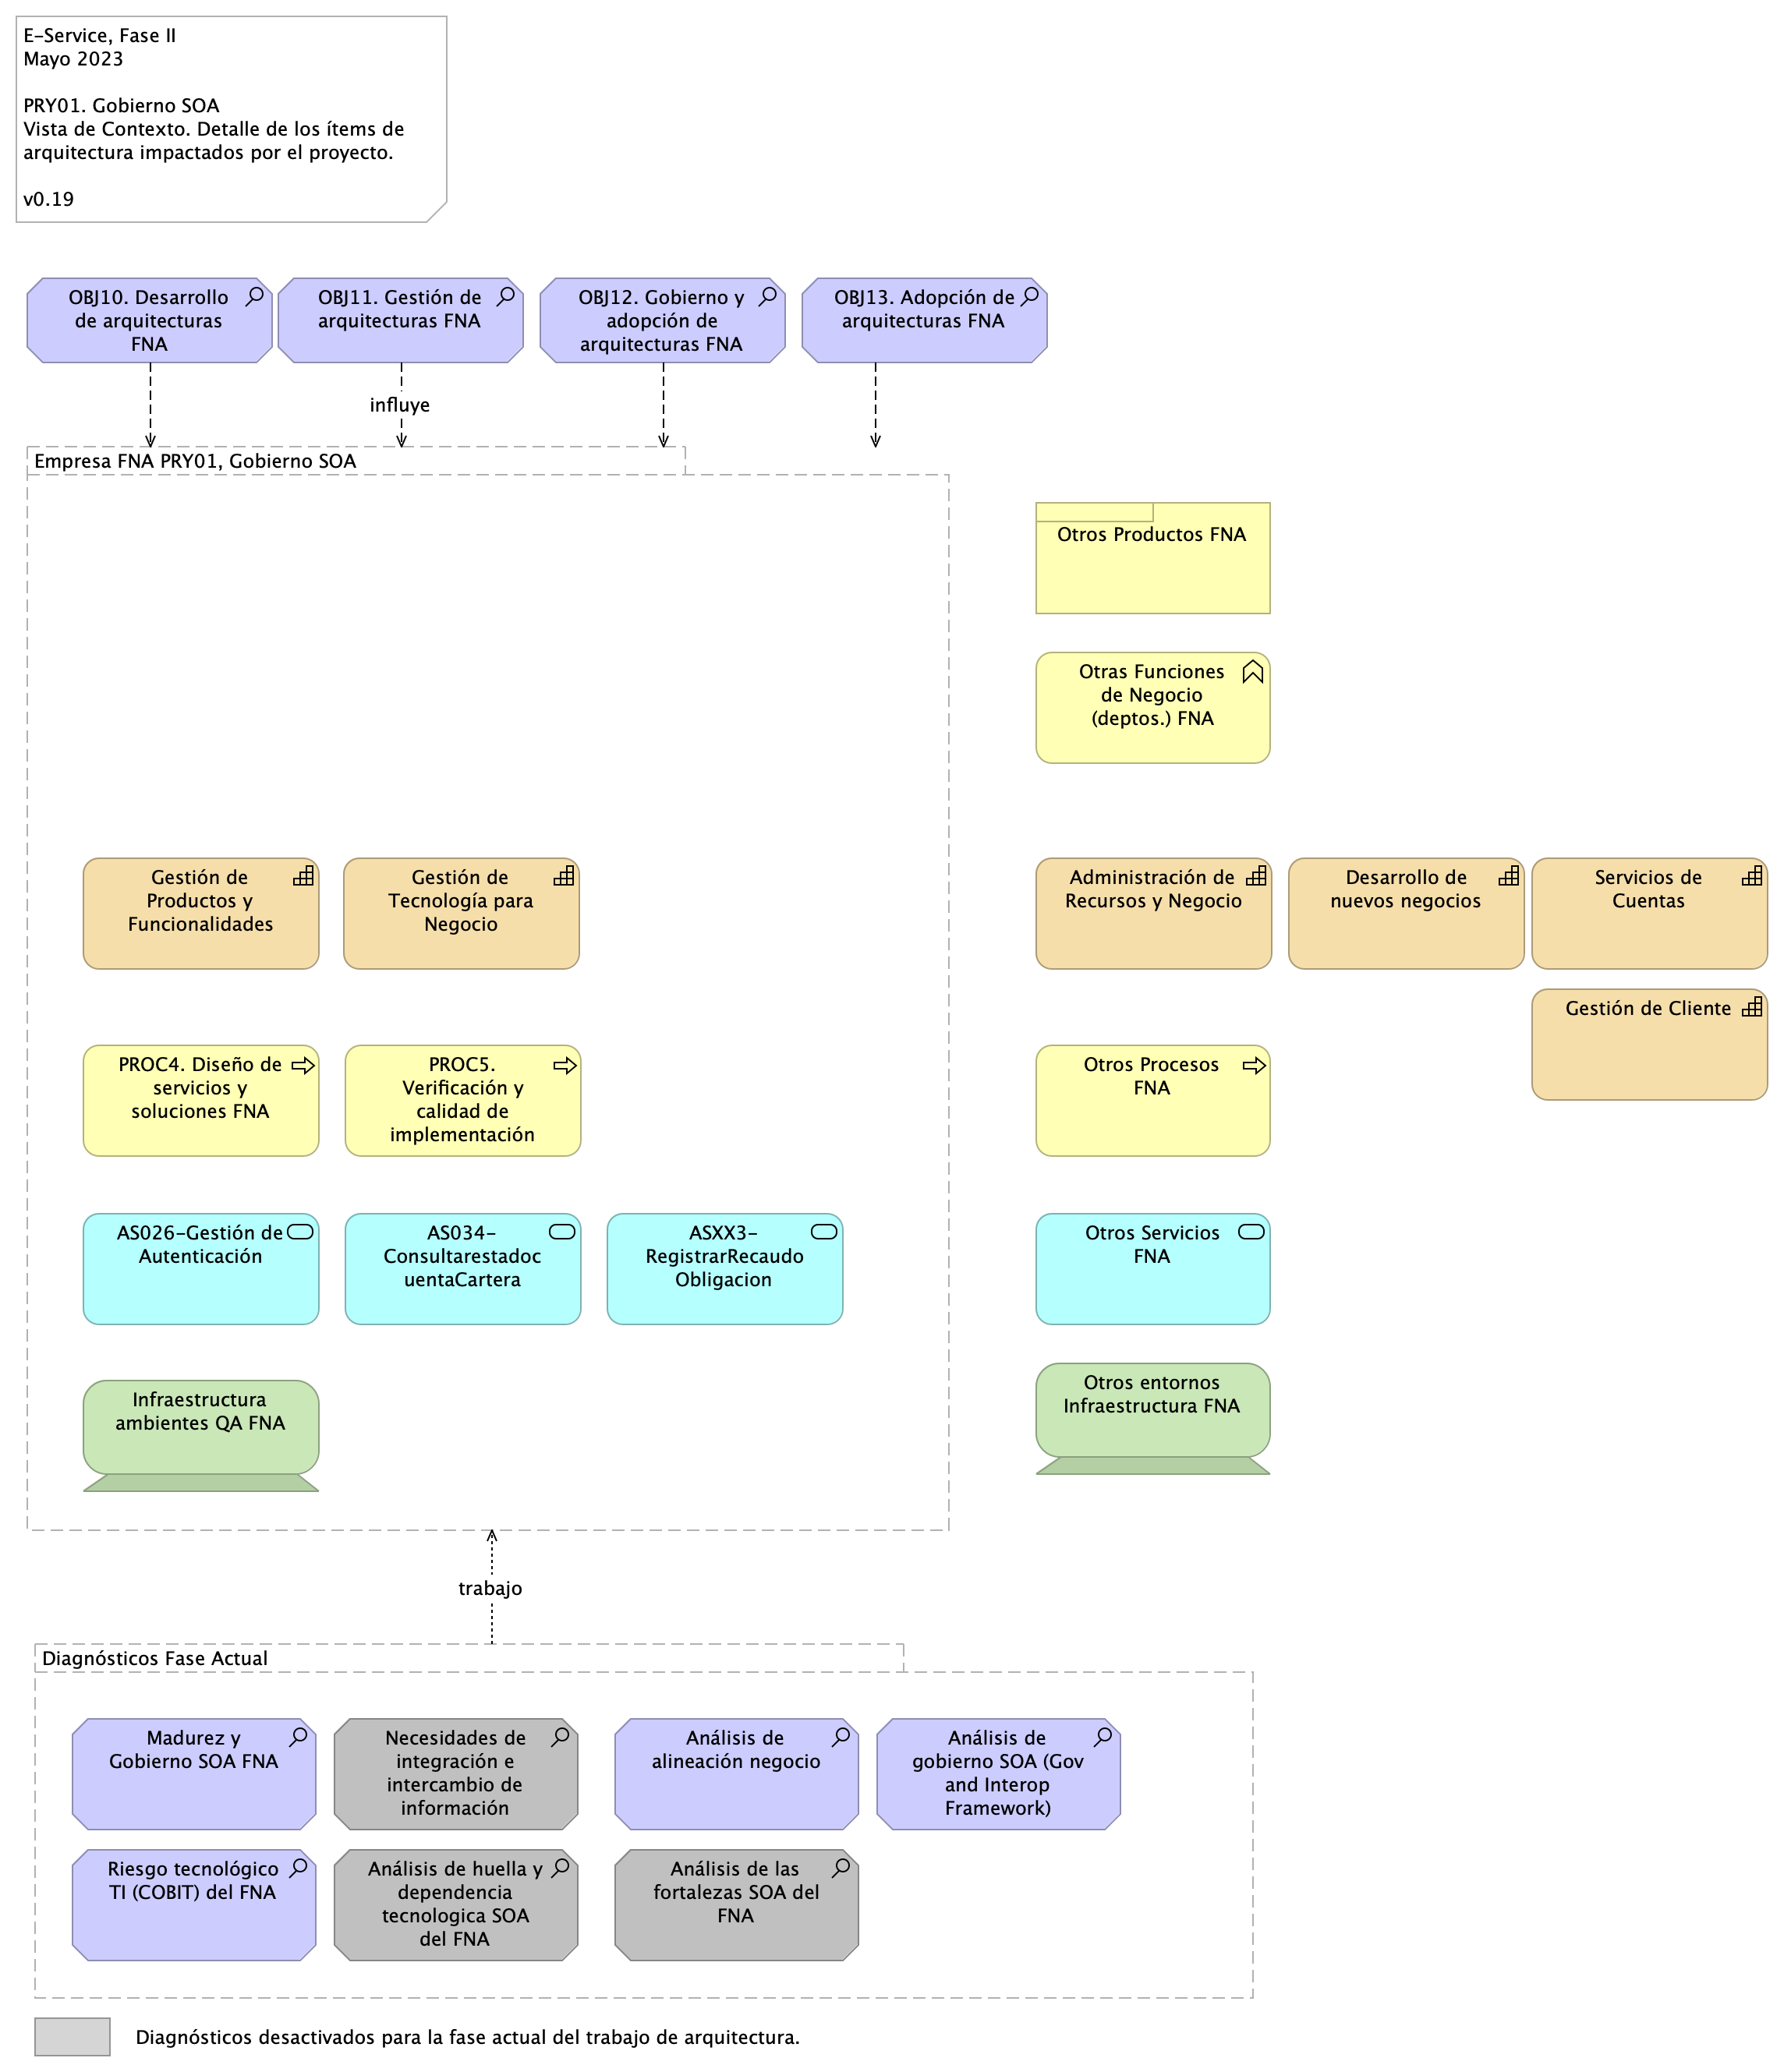 E-Service, Fase II
Mayo 2023
PRY01. Gobierno SOA
Vista de Contexto. Detalle de los ítems de
arquitectura impactados por el proyecto.
v0.19
OBJ10. Desarrollo
de arquitecturas
FNA
OBJ11. Gestión de
arquitecturas FNA
OBJ12. Gobierno y
adopción de
arquitecturas FNA
OBJ13. Adopción de
arquitecturas FNA
influye
Empresa FNA PRY01, Gobierno SOA
Otros Productos FNA
Otras Funciones
de Negocio
(deptos.) FNA
Gestión de
Productos y
Funcionalidades
Gestión de
Tecnología para
Negocio
Administración de
Recursos y Negocio
Desarrollo de
nuevos negocios
Servicios de
Cuentas
Gestión de Cliente
PROC4. Diseño de
servicios y
soluciones FNA
PROC5.
Verificación y
calidad de
implementación
Otros Procesos
FNA
AS026-Gestión de
Autenticación
AS034-
Consultarestadoc
uentaCartera
ASXX3-
RegistrarRecaudo
Obligacion
Otros Servicios
FNA
Infraestructura
ambientes QA FNA
Otros entornos
Infraestructura FNA
trabajo
Diagnósticos Fase Actual
Madurez y
Gobierno SOA FNA
Necesidades de
integración e
intercambio de
información
Análisis de
alineación negocio
Análisis de
gobierno SOA (Gov
and Interop
Framework)
Riesgo tecnológico
TI (COBIT) del FNA
Análisis de huella y
dependencia
tecnologica SOA
del FNA
Análisis de las
fortalezas SOA del
FNA
Diagnósticos desactivados para la fase actual del trabajo de arquitectura.